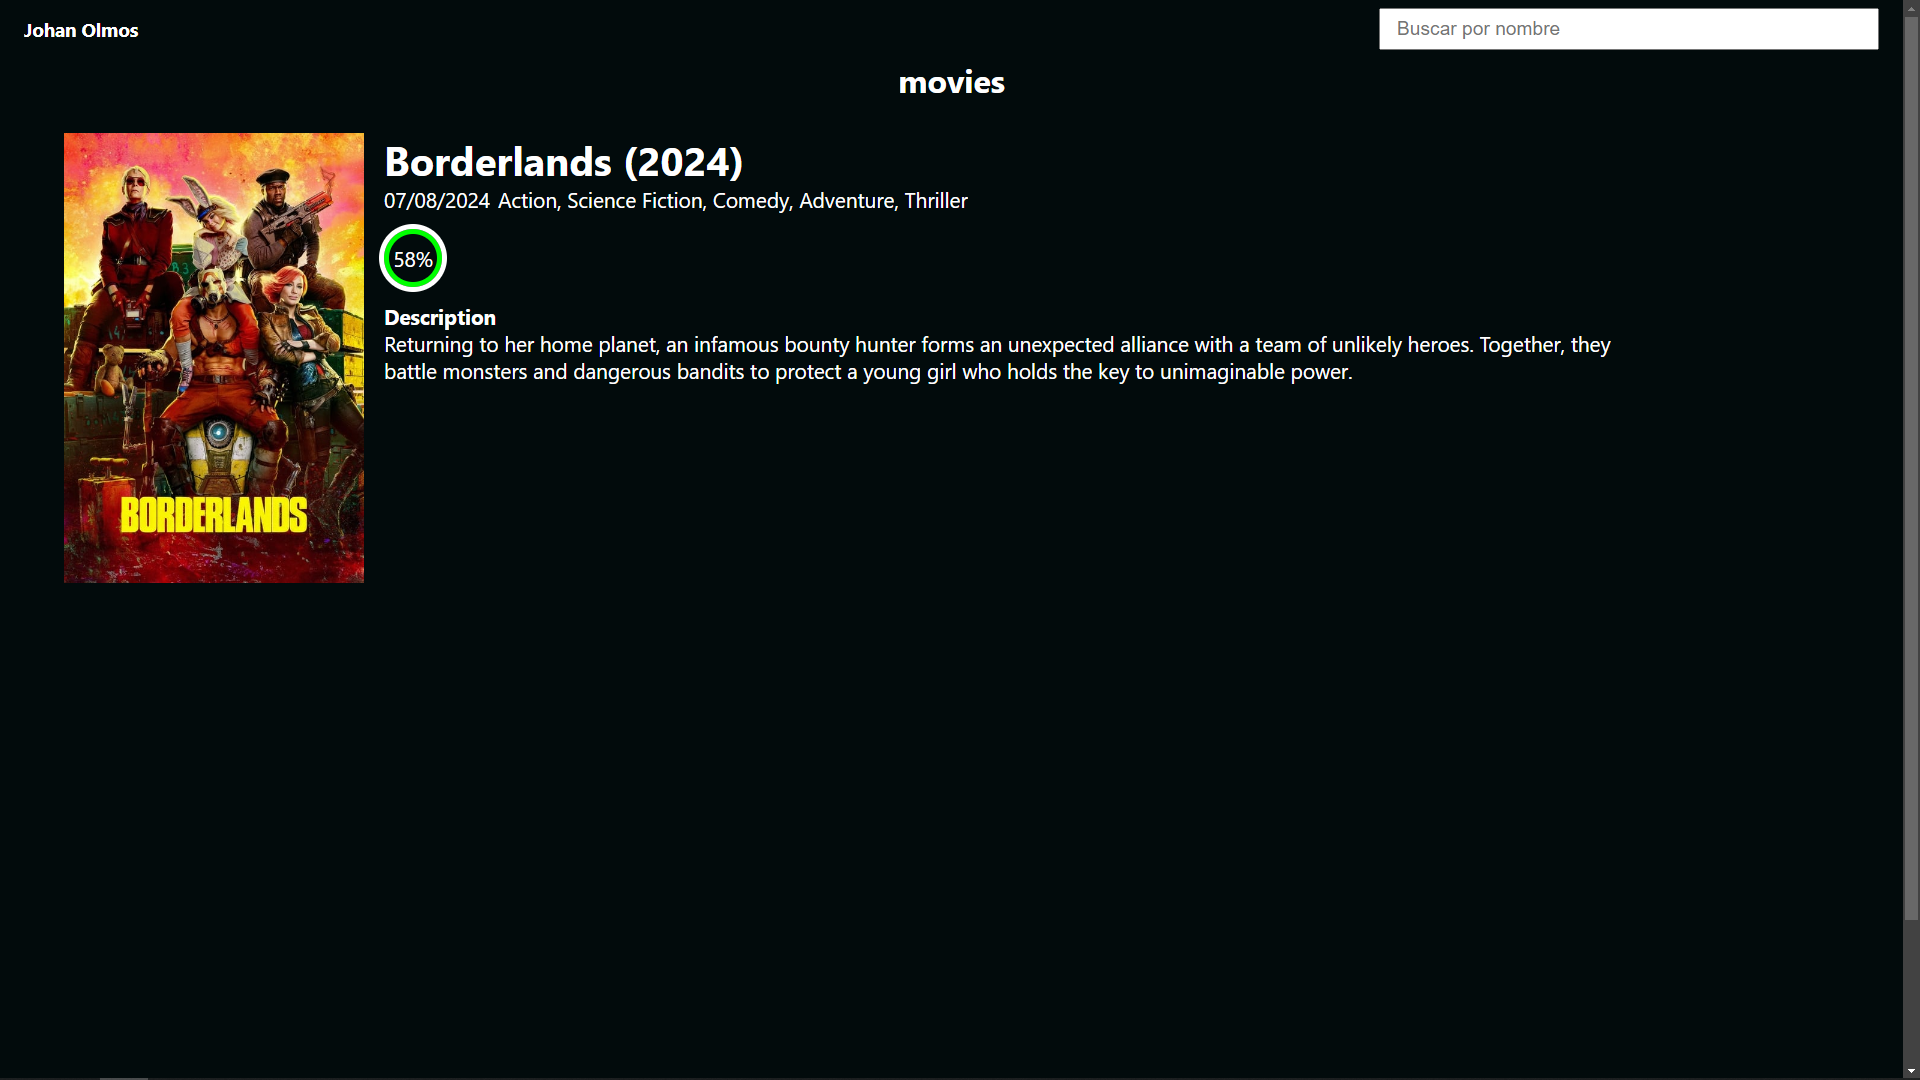 Johan Olmos
Buscar por nombre
movies
Borderlands (2024)
07/08/2024 Action, Science Fiction, Comedy, Adventure, Thriller
58%
Description
Returning to her home planet, an infamous bounty hunter forms an unexpected alliance with a team of unlikely heroes. Together, they
battle monsters and dangerous bandits to protect a young girl who holds the key to unimaginable power.
BORDERLANDS